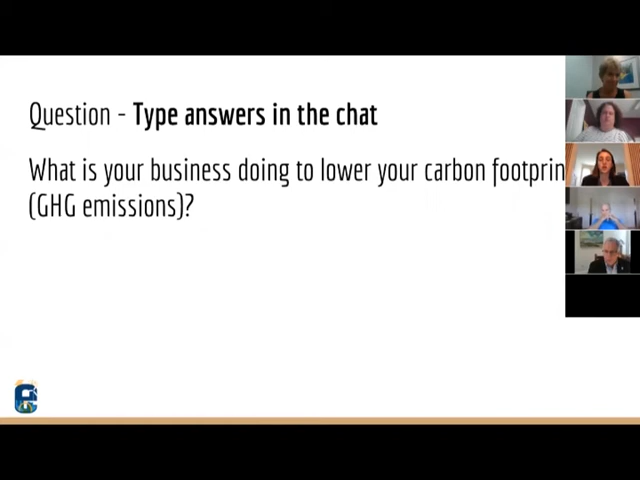 Question - Type answers in the chat
What is your business doing to lower your carbon footprin
(GHG emissions)?